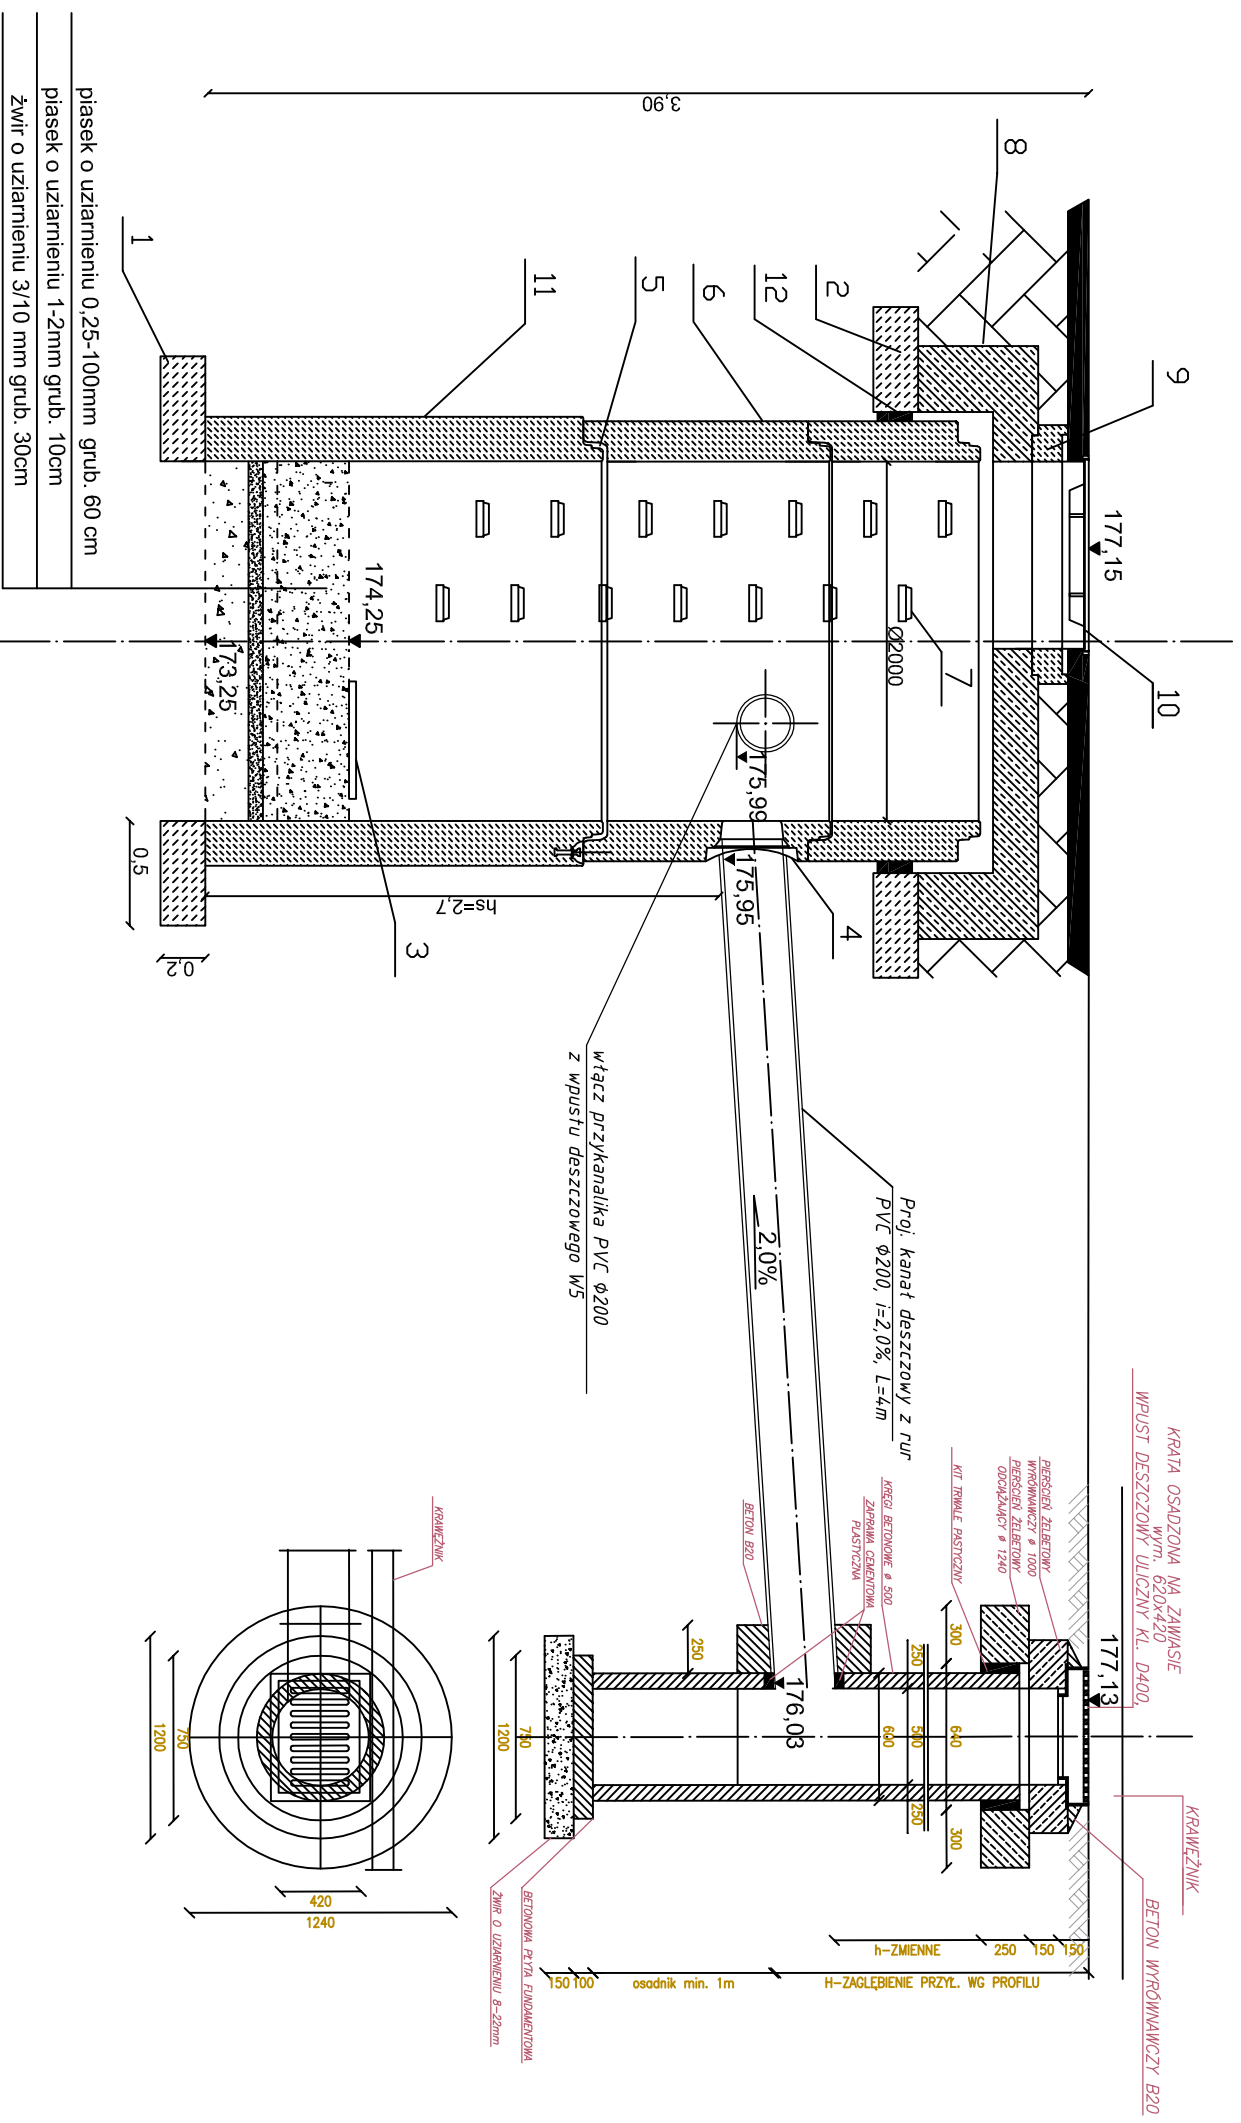 3,90
8
9
177,15
10
2
12
6
5
11
1
piasek o uziarnieniu 0,25-100mm grub. 60 cm
piasek o uziarnieniu 1-2mm grub. 10cm
żwir o uziarnieniu 3/10 mm grub. 30cm
7
Ø2000
174,25
173,25
175,99
175,95
4
3
hs=2,7
0,5
0,2
włącz przykanalika PVC ϕ200
z wpustu deszczowego W5
Proj. kanał deszczowy z rur
PVC ϕ200, i=2,0%, L=4m
2,0%
KRATA OSADZONA NA ZAWIASIE
wym. 620x420
WPUST DESZCZOWY ULICZNY KL. D400,
PIERŚCIEŃ ŻELBETOWY
WYRÓWNAWCZY ø 1000
PIERŚCIEŃ ŻELBETOWY
ODCIĄŻAJĄCY ø 1240
KIT TRWALE PASTYCZNY
KRĘGI BETONOWE ø 500
ZAPRAWA CEMENTOWA
PLASTYCZNA
BETON B20
177,13
176,03
KRAWĘŻNIK
BETON WYRÓWNAWCZY B20
300
640
300
250
500
250
600
250
750
1200
h-ZMIENNE
250
150
150
150
100
osadnik min. 1m
H-ZAGŁĘBIENIE PRZYŁ. WG PROFILU
BETONOWA PŁYTA FUNDAMENTOWA
ŻWIR O UZIARNIENIU 8-22mm
KRAWĘŻNIK
750
1200
420
1240